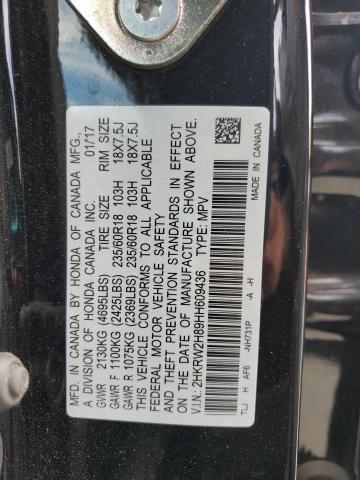 MFD. IN CANADA BY HONDA OF CANADA MFG.,
A DIVISION OF HONDA CANADA INC. 01/17
GVWR 2130KG (4695LBS) TIRE SIZE RIM SIZE
GAWR F 1100KG (2425LBS) 235/60R18 103H 18X7.5J
GAWR R 1075KG (2369LBS) 235/60R18 103H 18X7.5J
THIS VEHICLE CONFORMS TO ALL APPLICABLE
FEDERAL MOTOR VEHICLE SAFETY
AND THEFT PREVENTION STANDARDS IN EFFECT
ON THE DATE OF MANUFACTURE SHOWN ABOVE.
V.I.N.: 2HKRW2H89HH609436 TYPE: MPV
TLJ H AF6 -NH731P -A -H MADE IN CANADA